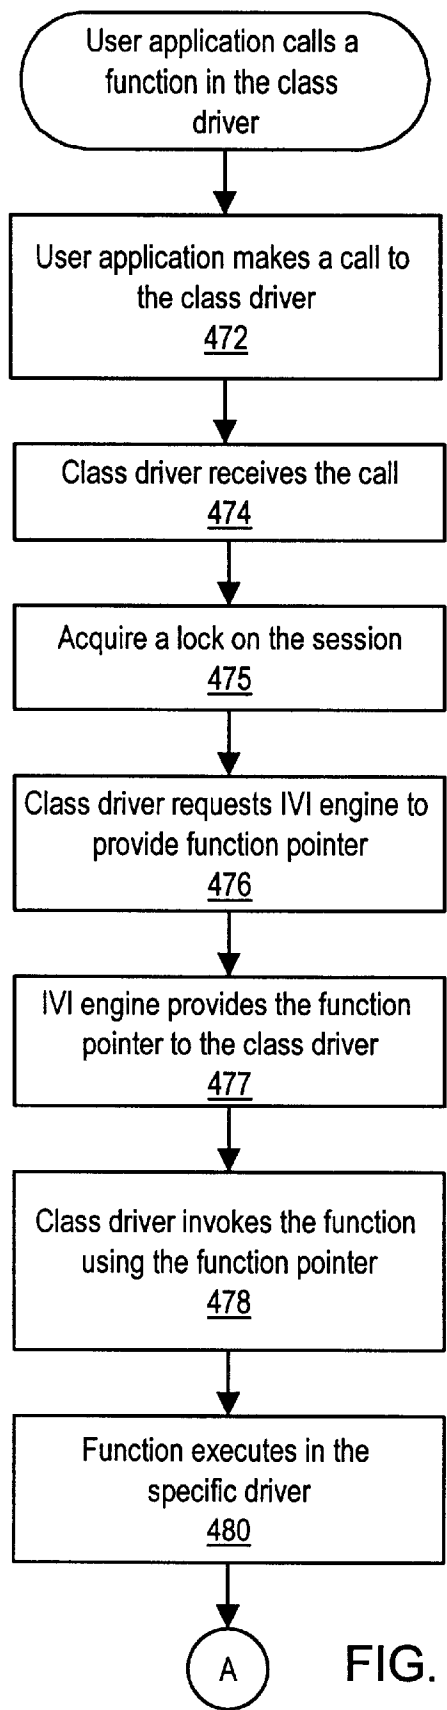 User application calls a
function in the class
driver
User application makes a call to
the class driver
472
Class driver receives the call
474
Acquire a lock on the session
475
Class driver requests IVI engine to
provide function pointer
476
IVI engine provides the function
pointer to the class driver
477
Class driver invokes the function
using the function pointer
478
Function executes in the
specific driver
480
A
FIG.